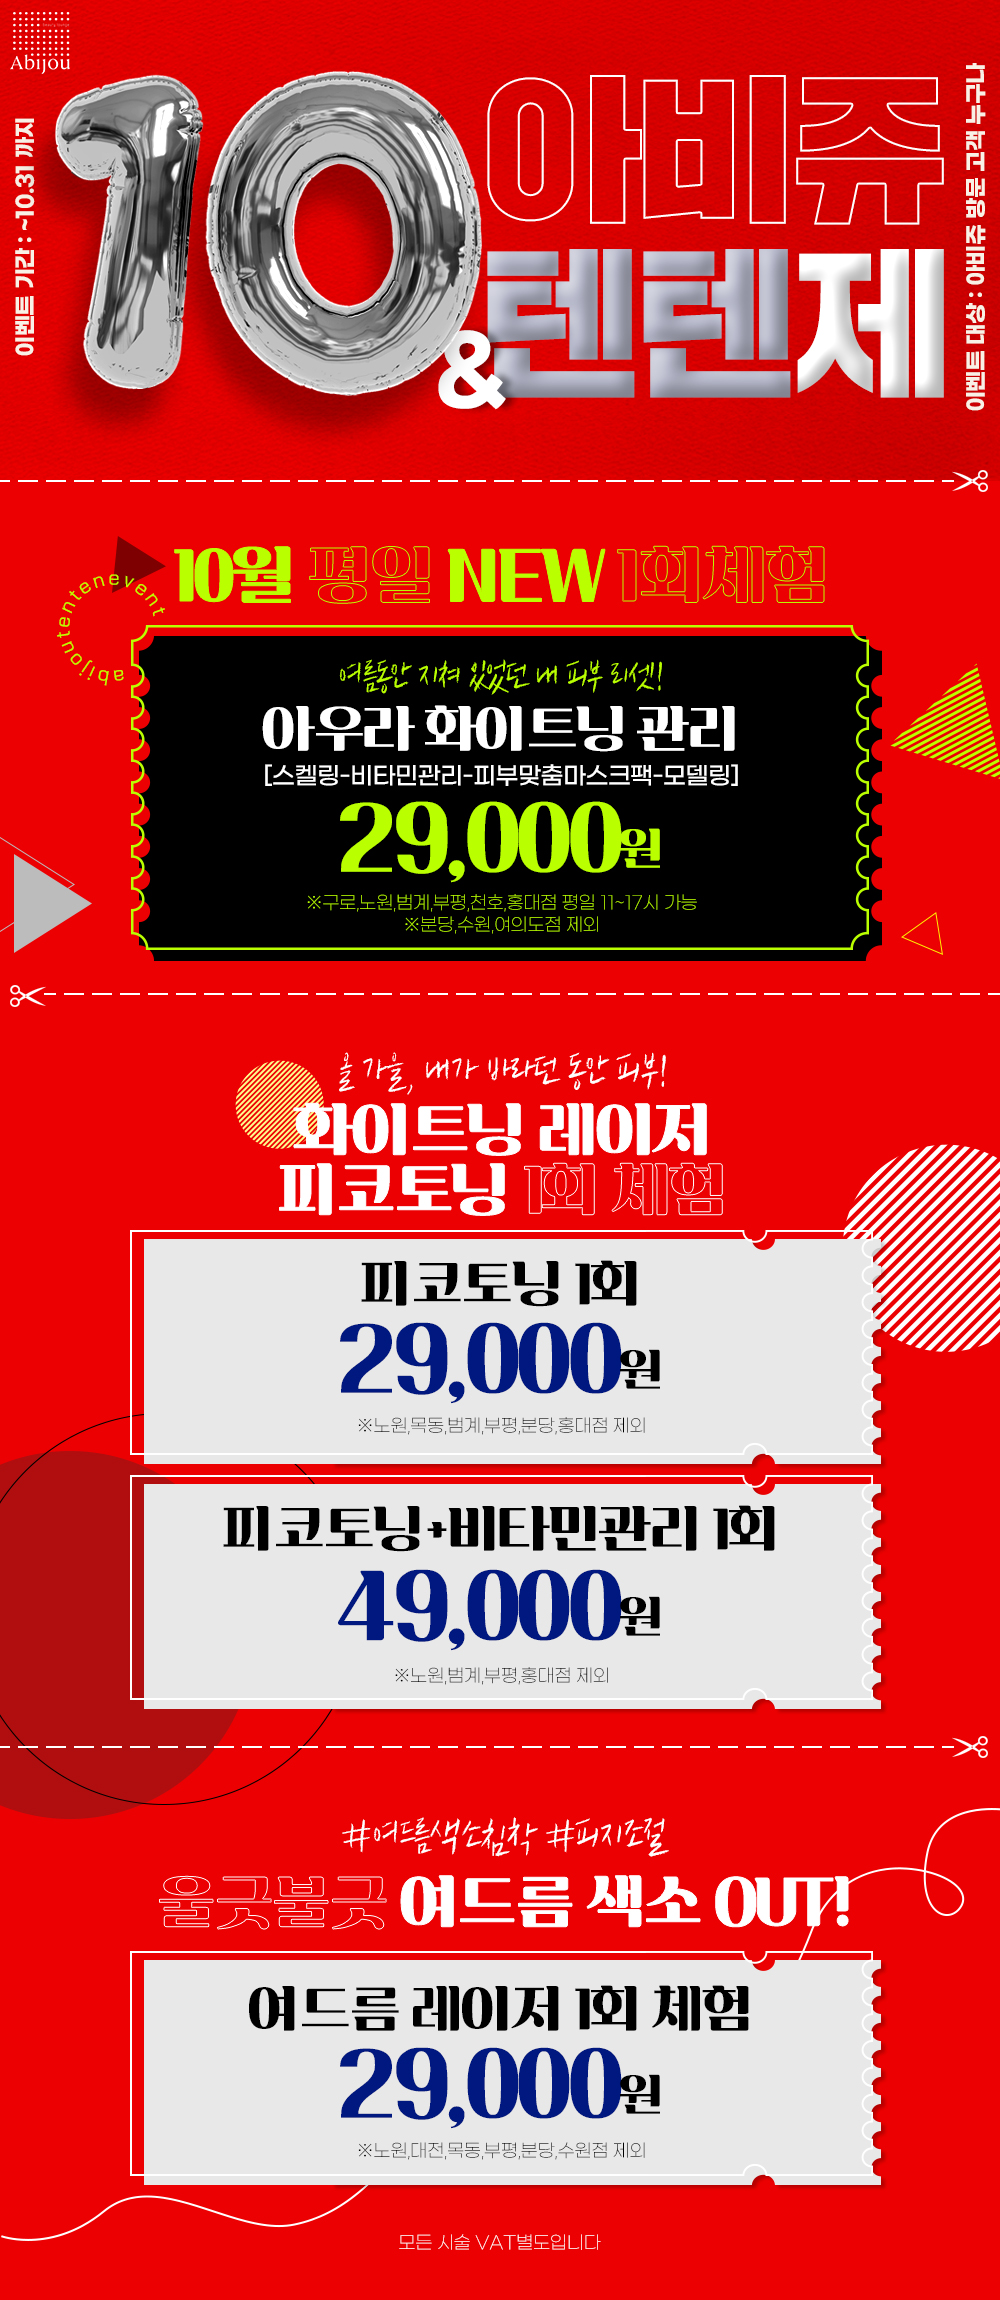 Abijou
이벤트 기간 : ~10.31 까지
10
아비쥬
&텐텐제
이벤트 대상 : 아비쥬 방문 고객 누구나
10월 평일 NEW 1회체험
abijoutentenevent
여름동안 지쳐 있었던 내 피부 리셋!
아우라 화이트닝 관리
[스켈링-비타민관리-피부맞춤마스크팩-모델링]
29,000원
※구로,노원,범계,부평,천호,홍대점 평일 11~17시 가능
※분당,수원,여의도점 제외
올 가을, 내가 바라던 동안 피부!
화이트닝 레이저
피코토닝 1회 체험
피코토닝 1회
29,000원
※노원,목동,범계,부평,분당,홍대점 제외
피코토닝+비타민관리 1회
49,000원
※노원,범계,부평,홍대점 제외
#여드름색소침착 #피지조절
울긋불긋 여드름 색소 OUT!
여드름 레이저 1회 체험
29,000원
※노원,대전,목동,부평,분당,수원점 제외
모든 시술 VAT별도입니다